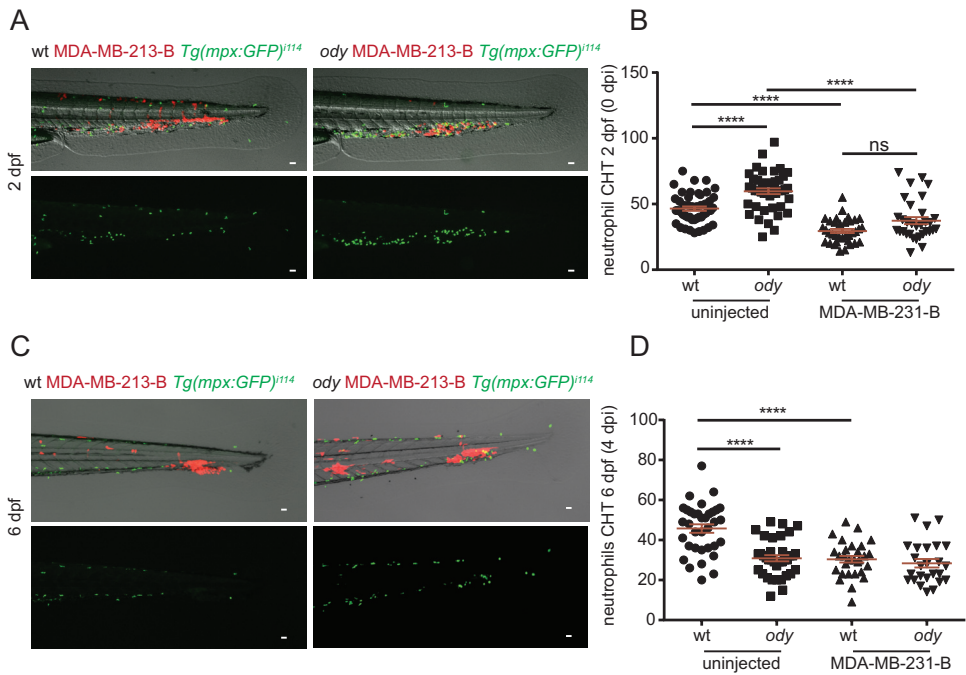 A
wt MDA-MB-213-B Tg(mpx:GFP)i114
ody MDA-MB-213-B Tg(mpx:GFP)i114
2 dpf
B
neutrophil CHT 2 dpf (0 dpi)
150
100
50
0
****
****
****
ns
wt
ody
wt
ody
uninjected
MDA-MB-231-B
C
wt MDA-MB-213-B Tg(mpx:GFP)i114
ody MDA-MB-213-B Tg(mpx:GFP)i114
6 dpf
D
neutrophils CHT 6 dpf (4 dpi)
100
80
60
40
20
0
****
****
wt
ody
wt
ody
uninjected
MDA-MB-231-B